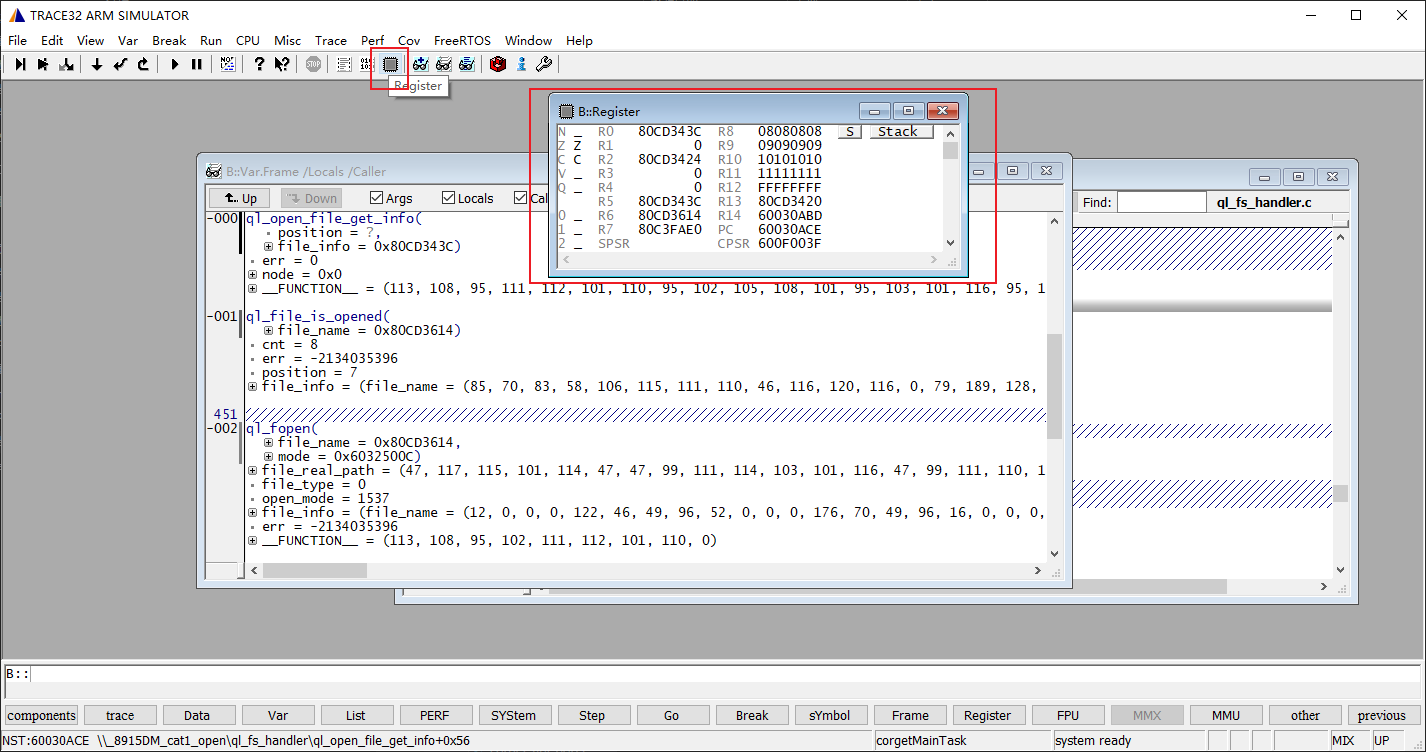 TRACE32 ARM SIMULATOR
File Edit View Var Break Run CPU Misc Trace Perf Cov FreeRTOS Window Help
Register
B::Register
N _ R0 80CD343C R8 08080808 S Stack
Z Z R1 0 R9 09090909
C C R2 80CD3424 R10 10101010
V _ R3 0 R11 11111111
Q _ R4 0 R12 FFFFFFFF
R5 80CD343C R13 80CD3420
0 _ R6 80CD3614 R14 60030ABD
1 _ R7 80C3FAE0 PC 60030ACE
2 _ SPSR CPSR 600F003F
B::Var.Frame /Locals /Caller
Up Down Args Locals Cal
Find: ql_fs_handler.c
-000 ql_open_file_get_info(
position = ?,
file_info = 0x80CD343C)
err = 0
node = 0x0
__FUNCTION__ = (113, 108, 95, 111, 112, 101, 110, 95, 102, 105, 108, 101, 95, 103, 101, 116, 95, 1
-001 ql_file_is_opened(
file_name = 0x80CD3614)
cnt = 8
err = -2134035396
position = 7
file_info = (file_name = (85, 70, 83, 58, 106, 115, 111, 110, 46, 116, 120, 116, 0, 79, 189, 128,
451
-002 ql_fopen(
file_name = 0x80CD3614,
mode = 0x6032500C)
file_real_path = (47, 117, 115, 101, 114, 47, 47, 99, 111, 114, 103, 101, 116, 47, 99, 111, 110, 1
file_type = 0
open_mode = 1537
file_info = (file_name = (12, 0, 0, 0, 122, 46, 49, 96, 52, 0, 0, 0, 176, 70, 49, 96, 16, 0, 0, 0,
err = -2134035396
__FUNCTION__ = (113, 108, 95, 102, 111, 112, 101, 110, 0)
B::
components trace Data Var List PERF SYStem Step Go Break sYmbol Frame Register FPU MMX MMU other previous
NST:60030ACE \\_8915DM_cat1_open\ql_fs_handler\ql_open_file_get_info+0x56 corgetMainTask system ready MIX UP